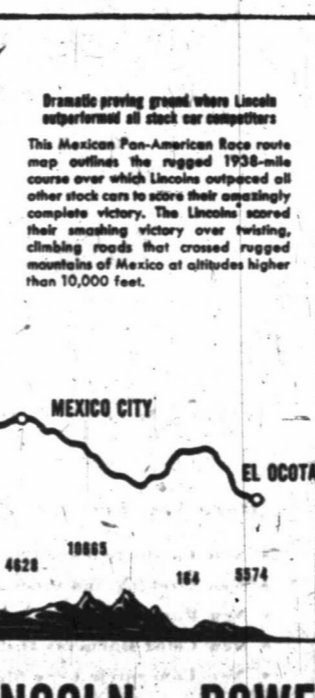 Dramatic proving ground where Lincoln
outperformed all stock car competitors
This Mexican Pan-American Race route
map outlines the rugged 1938-mile
course over which Lincolns outpaced all
other stock cars to score their amazingly
complete victory. The Lincolns scored
their smashing victory over twisting,
climbing roads that crossed rugged
mountains of Mexico at altitudes higher
than 10,000 feet.
MEXICO CITY
EL OCOTA
4628 10665 164 5574